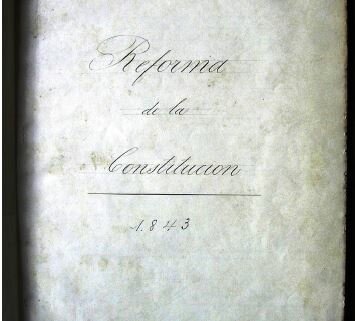 Reforma
de la
Constitucion
1843